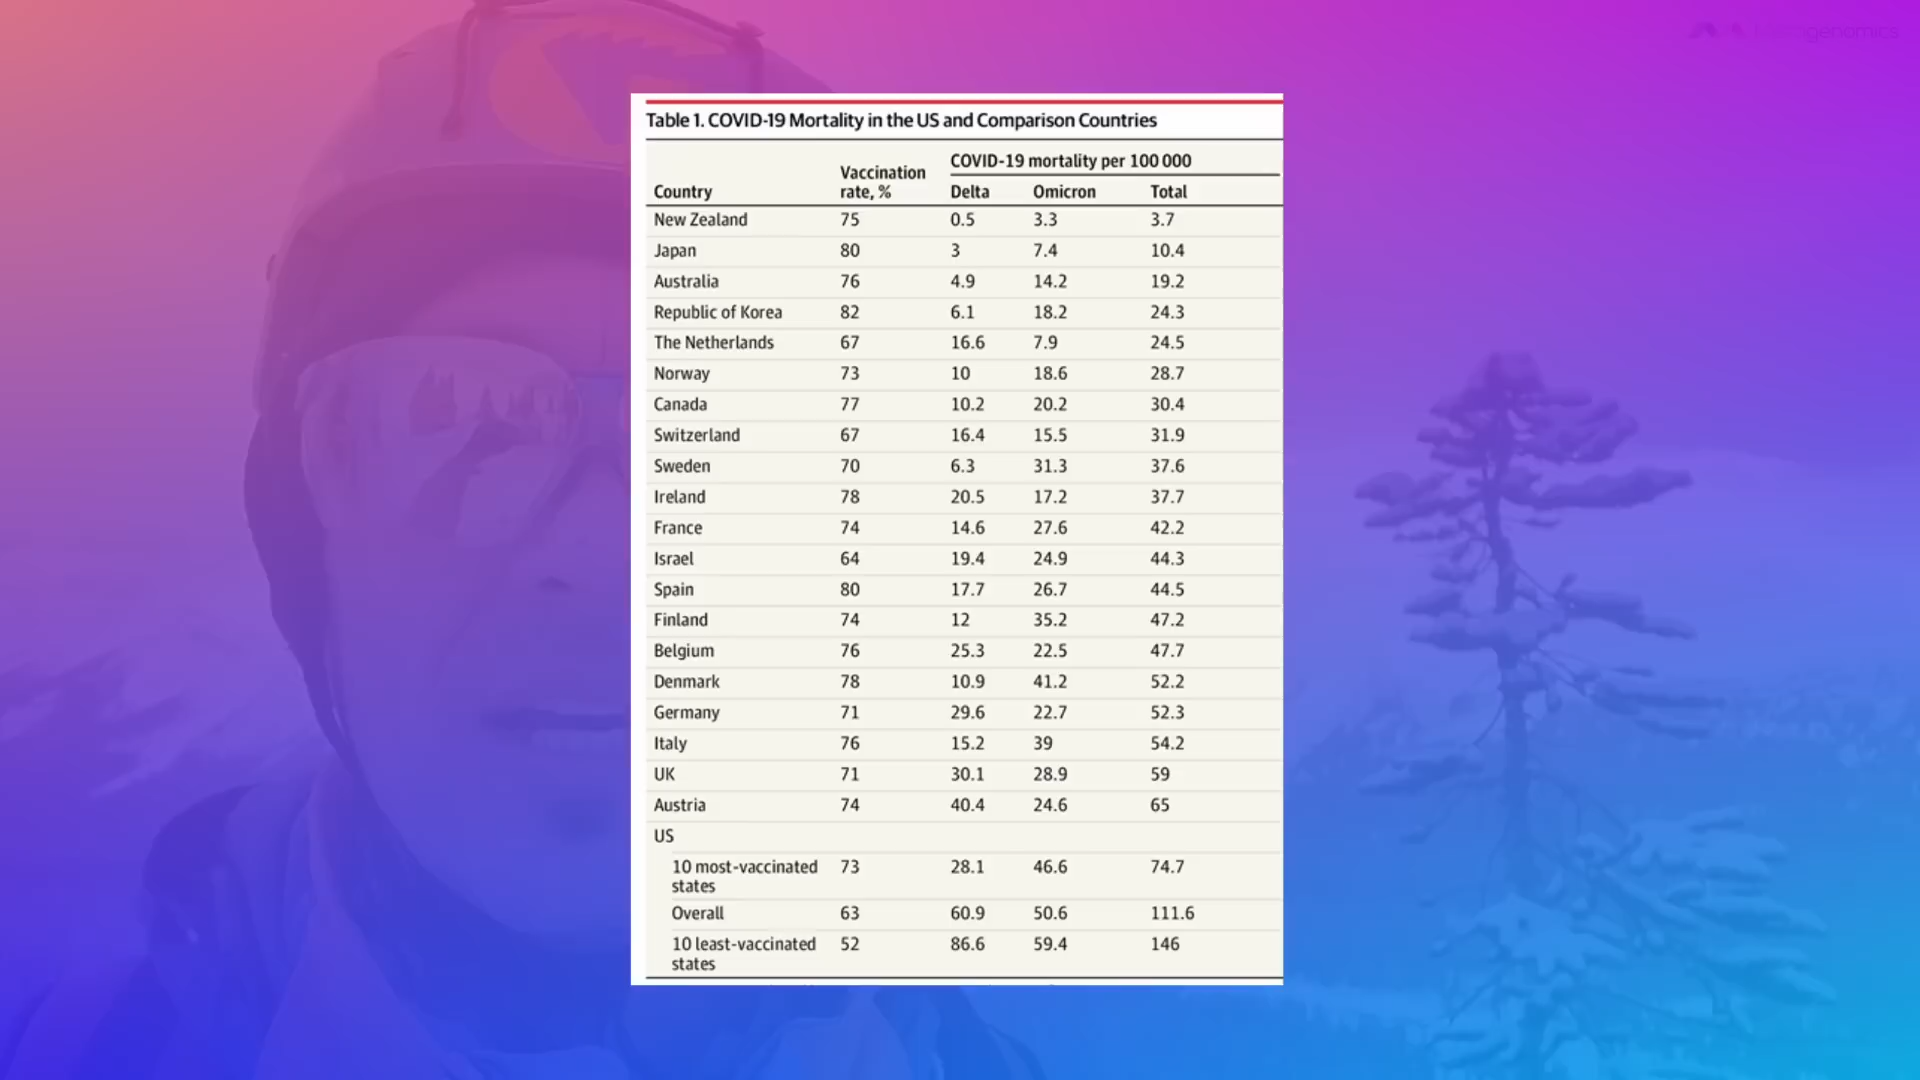 genomics
Table 1. COVID-19 Mortality in the US and Comparison Countries
Country Vaccination rate, % COVID-19 mortality per 100 000
Delta Omicron Total
New Zealand 75 0.5 3.3 3.7
Japan 80 3 7.4 10.4
Australia 76 4.9 14.2 19.2
Republic of Korea 82 6.1 18.2 24.3
The Netherlands 67 16.6 7.9 24.5
Norway 73 10 18.6 28.7
Canada 77 10.2 20.2 30.4
Switzerland 67 16.4 15.5 31.9
Sweden 70 6.3 31.3 37.6
Ireland 78 20.5 17.2 37.7
France 74 14.6 27.6 42.2
Israel 64 19.4 24.9 44.3
Spain 80 17.7 26.7 44.5
Finland 74 12 35.2 47.2
Belgium 76 25.3 22.5 47.7
Denmark 78 10.9 41.2 52.2
Germany 71 29.6 22.7 52.3
Italy 76 15.2 39 54.2
UK 71 30.1 28.9 59
Austria 74 40.4 24.6 65
US
10 most-vaccinated states 73 28.1 46.6 74.7
Overall 63 60.9 50.6 111.6
10 least-vaccinated states 52 86.6 59.4 146